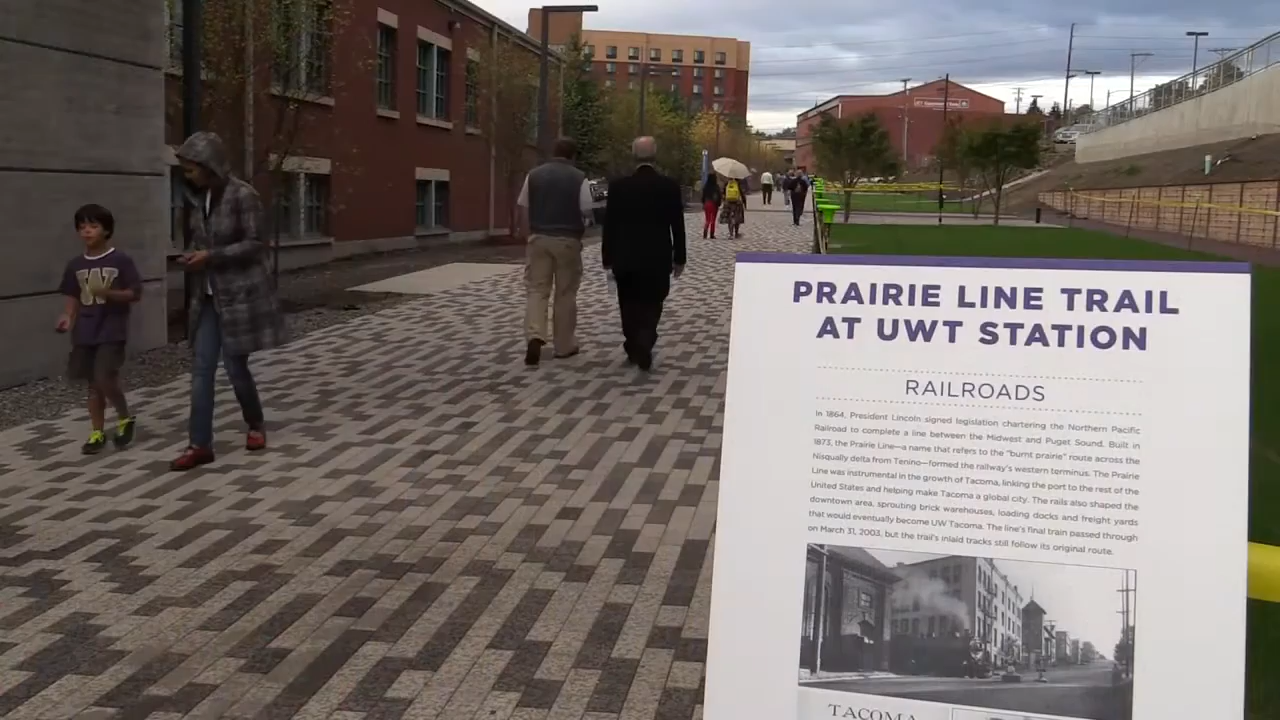 W
PRAIRIE LINE TRAIL
AT UWT STATION
RAILROADS
In 1864, President Lincoln signed legislation chartering the Northern Pacific
Railroad to complete a line between the Midwest and Puget Sound. Built in
1873, the Prairie Line—a name that refers to the "burnt prairie" route across the
Nisqually delta from Tenino—formed the railway's western terminus. The Prairie
Line was instrumental in the growth of Tacoma, linking the port to the rest of the
United States and helping make Tacoma a global city. The rails also shaped the
downtown area, sprouting brick warehouses, loading docks and freight yards
that would eventually become UW Tacoma. The line's final train passed through
on March 31, 2003, but the trail's inlaid tracks still follow its original route.
TACOMA